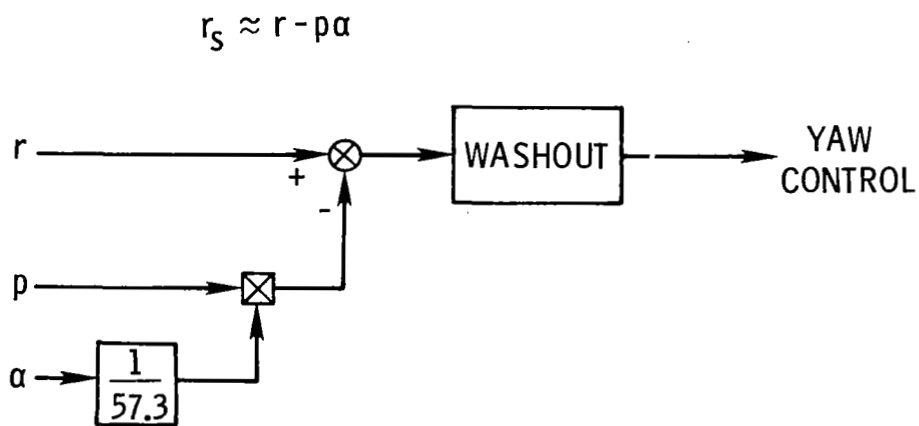 r_s ≈ r - pα
r
+
WASHOUT
YAW
CONTROL
-
p
α
1
57.3